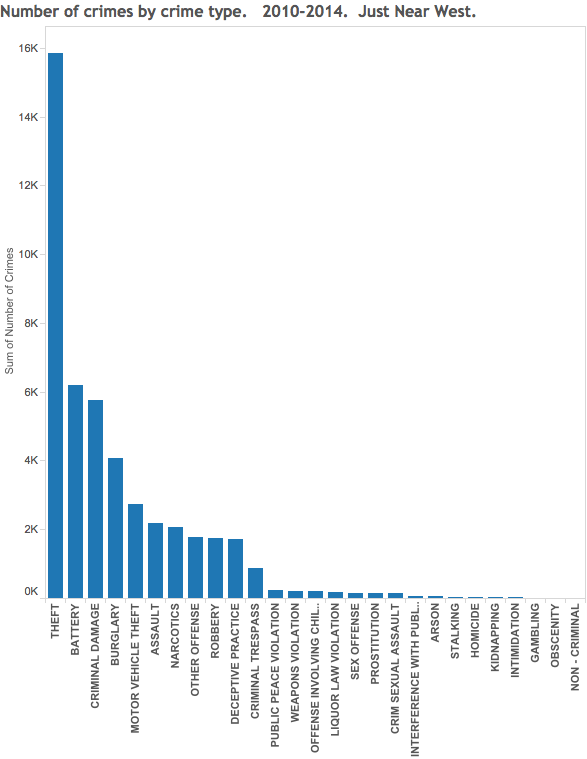 Number of crimes by crime type.   2010-2014.  Just Near West.
16K
14K
12K
10K
8K
6K
4K
2K
0K
Sum of Number of Crimes
THEFT
BATTERY
CRIMINAL DAMAGE
BURGLARY
MOTOR VEHICLE THEFT
ASSAULT
NARCOTICS
OTHER OFFENSE
ROBBERY
DECEPTIVE PRACTICE
CRIMINAL TRESPASS
PUBLIC PEACE VIOLATION
WEAPONS VIOLATION
OFFENSE INVOLVING CHIL..
LIQUOR LAW VIOLATION
SEX OFFENSE
PROSTITUTION
CRIM SEXUAL ASSAULT
INTERFERENCE WITH PUBL..
ARSON
STALKING
HOMICIDE
KIDNAPPING
INTIMIDATION
GAMBLING
OBSCENITY
NON - CRIMINAL